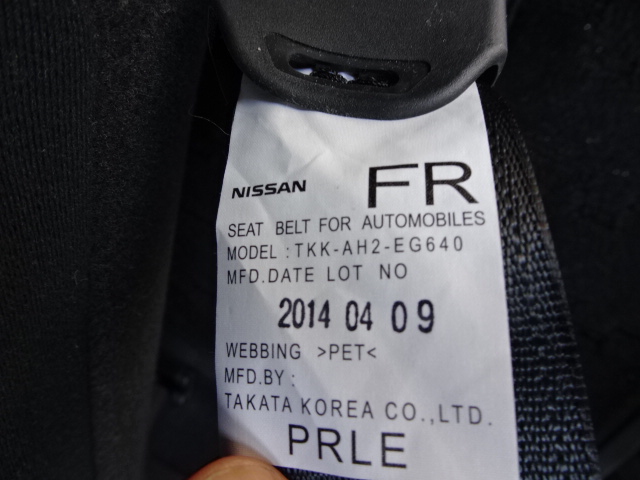 NISSAN FR
SEAT BELT FOR AUTOMOBILES
MODEL : TKK-AH2-EG640
MFD.DATE LOT NO
2014 04 09
WEBBING >PET<
MFD.BY :
TAKATA KOREA CO.,LTD.
PRLE